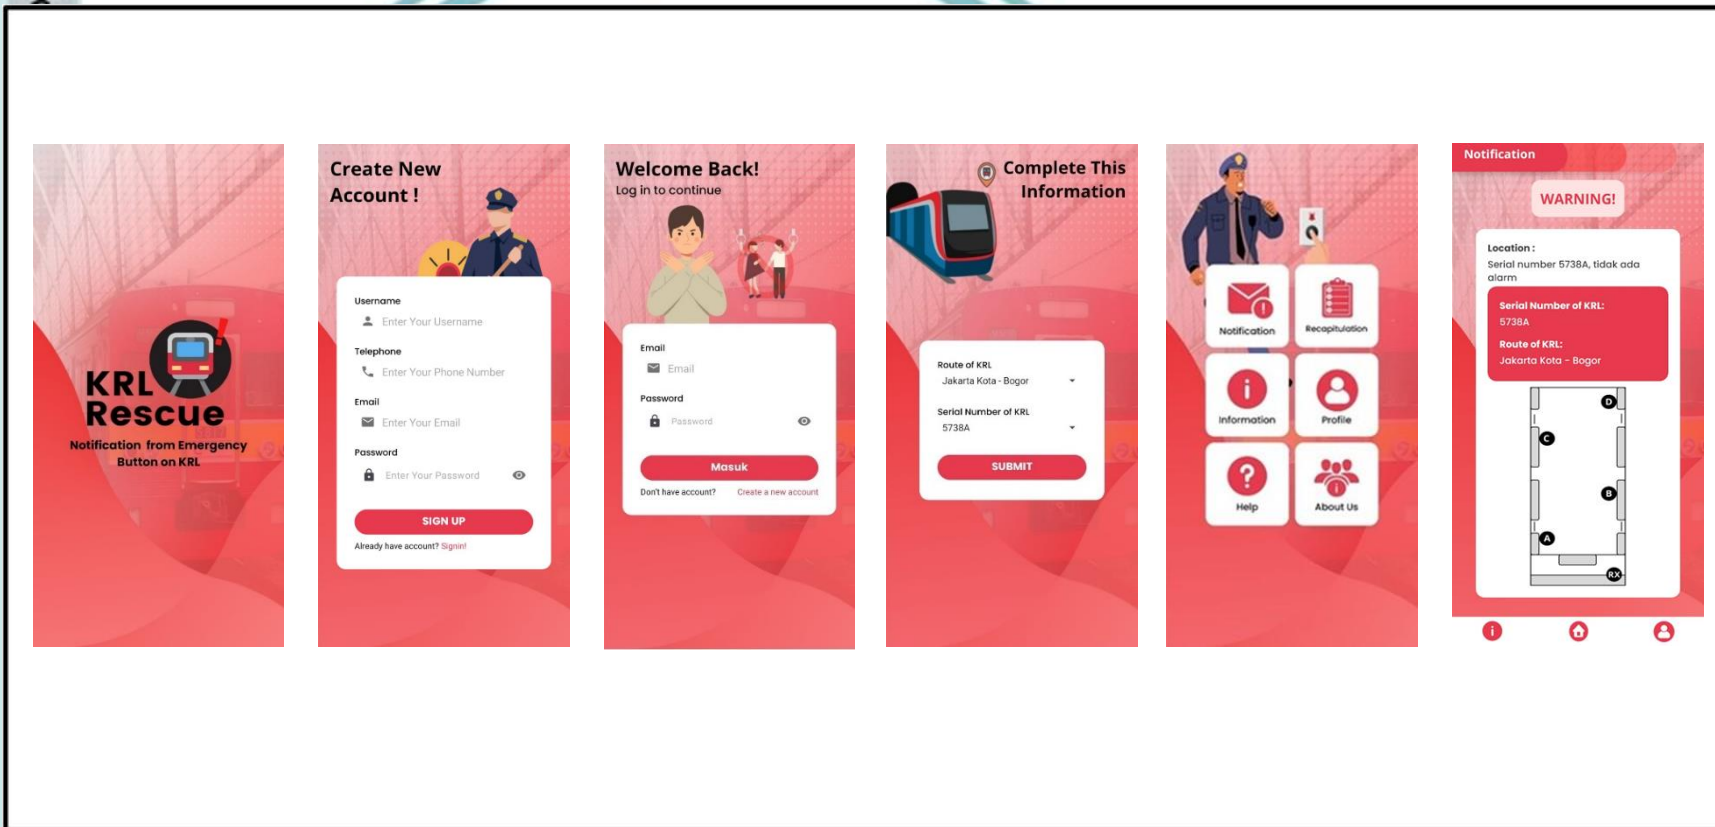 KRL
Rescue
Notification from Emergency
Button on KRL
Create New
Account !
Username
Enter Your Username
Telephone
Enter Your Phone Number
Email
Enter Your Email
Password
Enter Your Password
SIGN UP
Already have account? Signin!
Welcome Back!
Log in to continue
Email
Email
Password
Password
Masuk
Don't have account? Create a new account
Complete This
Information
Route of KRL
Jakarta Kota - Bogor
Serial Number of KRL
5738A
SUBMIT
Notification
Recapitulation
Information
Profile
Help
About Us
Notification
WARNING!
Location :
Serial number 5738A, tidak ada
alarm
Serial Number of KRL:
5738A
Route of KRL:
Jakarta Kota - Bogor
D
C
B
A
RX